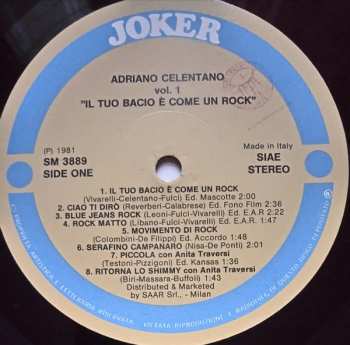 JOKER
ADRIANO CELENTANO
vol. 1
"IL TUO BACIO È COME UN ROCK"
(P) 1981
SM 3889
SIDE ONE
Made in Italy
SIAE
STEREO
1. IL TUO BACIO È COME UN ROCK
(Vivarelli-Celentano-Fulci) Ed. Mascotte 2:00
2. CIAO TI DIRÒ (Reverberi-Calabrese) Ed. Fono Film 2:36
3. BLUE JEANS ROCK (Leoni-Fulci-Vivarelli) Ed. E.A.R 2:22
4. ROCK MATTO (Libano-Fulci-Vivarelli) Ed. E.A.R. 1:47
5. MOVIMENTO DI ROCK
(Colombini-De Filippi) Ed. Accordo 1:48
6. SERAFINO CAMPANARO (Nisa-De Ponti)
7. PICCOLA con Anita Traversi
(Testoni-Pizzigoni) Ed. Kansas 1:36
8. RITORNA LO SHIMMY con Anita Traversi
(Biri-Massara-Buffoli)
Distributed & Marketed
by SAAR Srl., - Milan